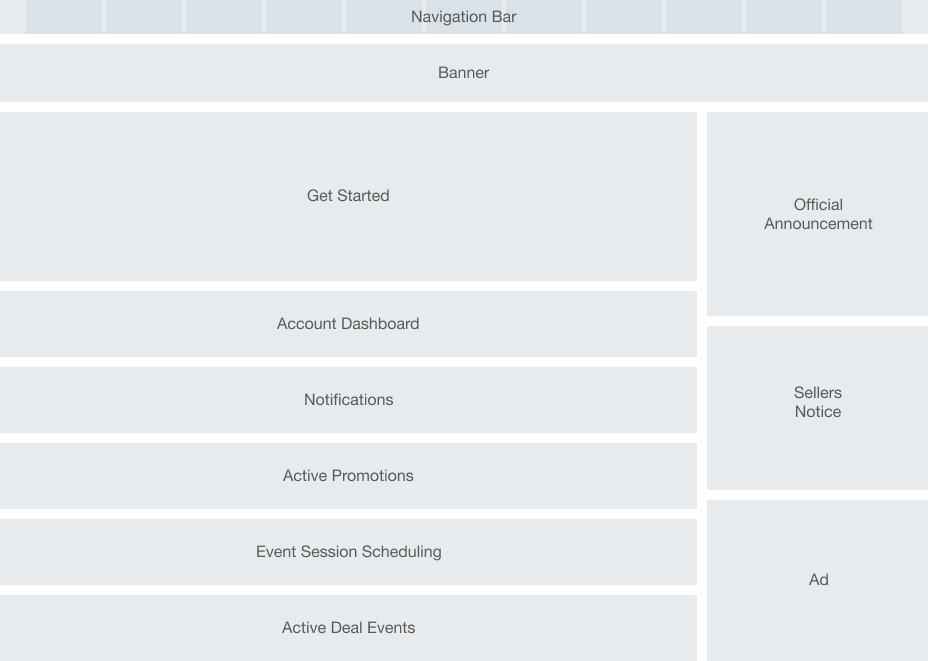 Navigation Bar
Banner
Get Started
Account Dashboard
Notifications
Active Promotions
Event Session Scheduling
Active Deal Events
Official
Announcement
Sellers
Notice
Ad